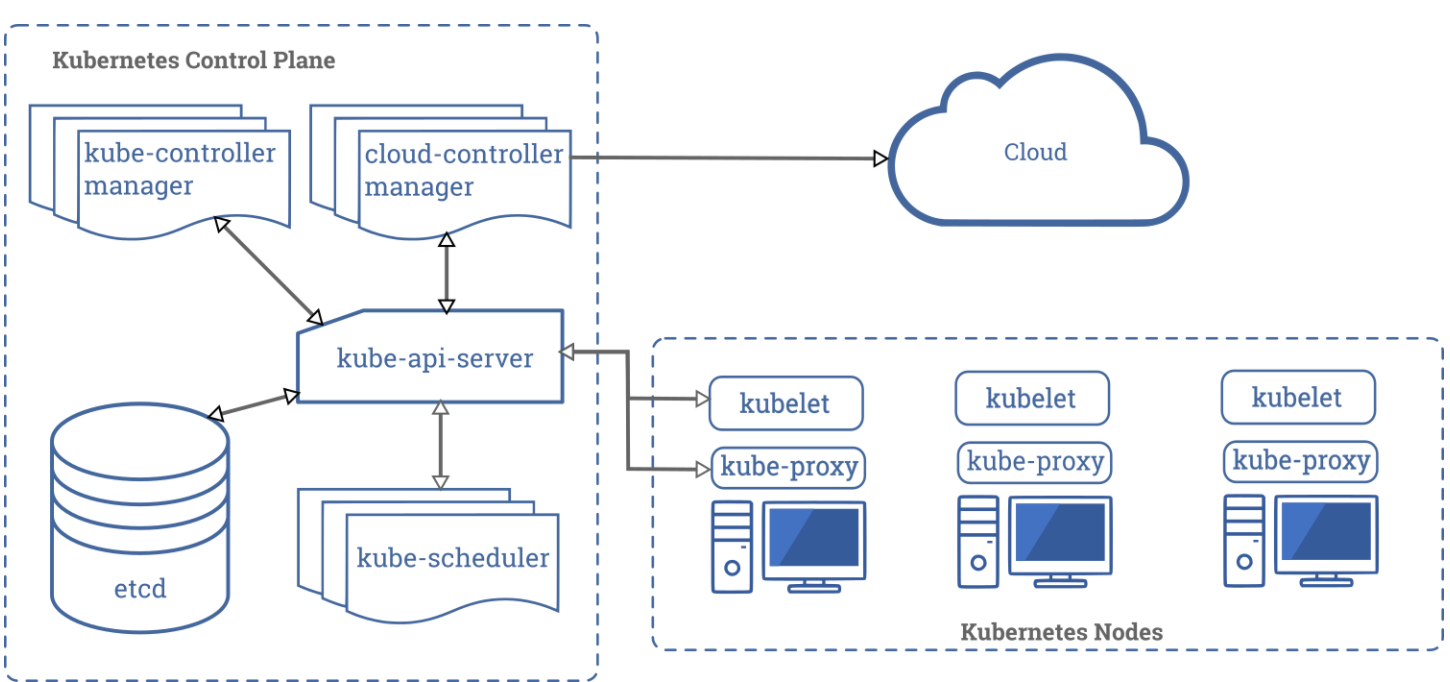 Kubernetes Control Plane
kube-controller
manager
cloud-controller
manager
Cloud
kube-api-server
etcd
kube-scheduler
kubelet
kubelet
kubelet
kube-proxy
kube-proxy
kube-proxy
Kubernetes Nodes